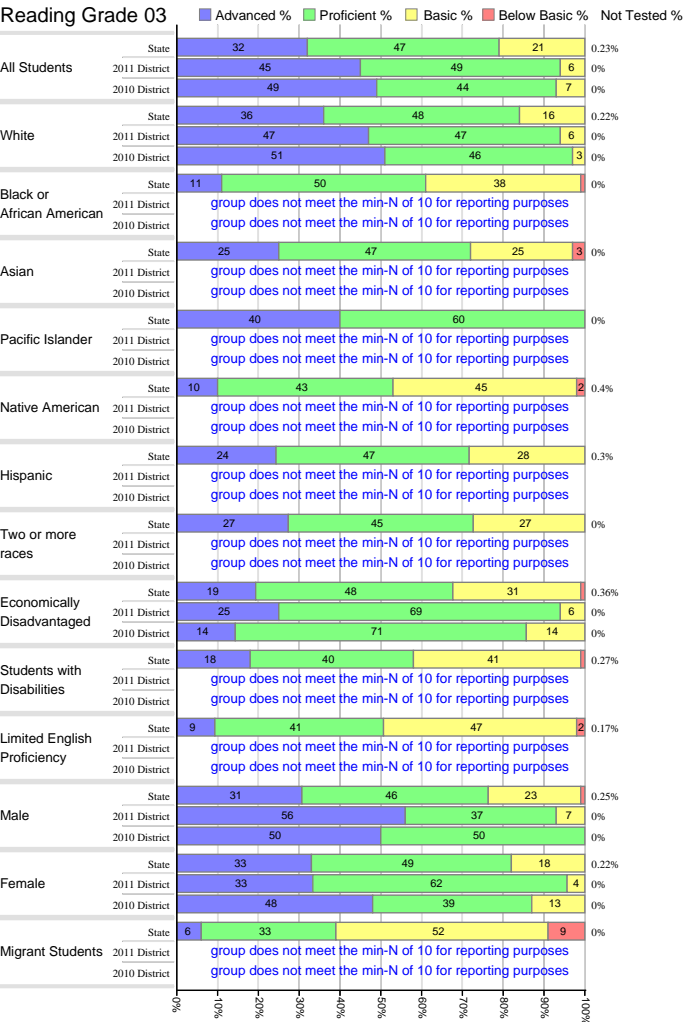 Reading Grade 03
Advanced % Proficient % Basic % Below Basic % Not Tested %
All Students
State 32 47 21 0.23%
2011 District 45 49 6 0%
2010 District 49 44 7 0%
White
State 36 48 16 0.22%
2011 District 47 47 6 0%
2010 District 51 46 3 0%
Black or
African American
State 11 50 38 0%
2011 District group does not meet the min-N of 10 for reporting purposes
2010 District group does not meet the min-N of 10 for reporting purposes
Asian
State 25 47 25 3 0%
2011 District group does not meet the min-N of 10 for reporting purposes
2010 District group does not meet the min-N of 10 for reporting purposes
Pacific Islander
State 40 60 0%
2011 District group does not meet the min-N of 10 for reporting purposes
2010 District group does not meet the min-N of 10 for reporting purposes
Native American
State 10 43 45 2 0.4%
2011 District group does not meet the min-N of 10 for reporting purposes
2010 District group does not meet the min-N of 10 for reporting purposes
Hispanic
State 24 47 28 0.3%
2011 District group does not meet the min-N of 10 for reporting purposes
2010 District group does not meet the min-N of 10 for reporting purposes
Two or more
races
State 27 45 27 0%
2011 District group does not meet the min-N of 10 for reporting purposes
2010 District group does not meet the min-N of 10 for reporting purposes
Economically
Disadvantaged
State 19 48 31 0.36%
2011 District 25 69 6 0%
2010 District 14 71 14 0%
Students with
Disabilities
State 18 40 41 0.27%
2011 District group does not meet the min-N of 10 for reporting purposes
2010 District group does not meet the min-N of 10 for reporting purposes
Limited English
Proficiency
State 9 41 47 2 0.17%
2011 District group does not meet the min-N of 10 for reporting purposes
2010 District group does not meet the min-N of 10 for reporting purposes
Male
State 31 46 23 0.25%
2011 District 56 37 7 0%
2010 District 50 50 0%
Female
State 33 49 18 0.22%
2011 District 33 62 4 0%
2010 District 48 39 13 0%
Migrant Students
State 6 33 52 9 0%
2011 District group does not meet the min-N of 10 for reporting purposes
2010 District group does not meet the min-N of 10 for reporting purposes
0% 10% 20% 30% 40% 50% 60% 70% 80% 90% 100%